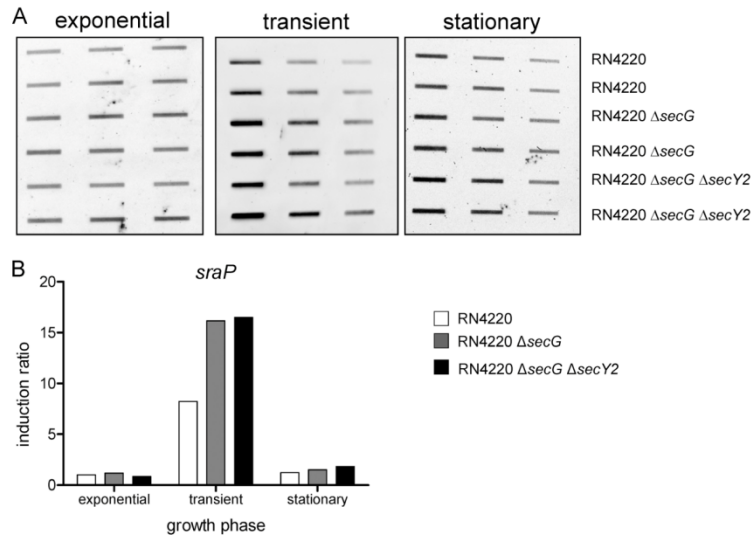 A
exponential
transient
stationary
RN4220
RN4220
RN4220 ΔsecG
RN4220 ΔsecG
RN4220 ΔsecG ΔsecY2
RN4220 ΔsecG ΔsecY2
B
sraP
20
15
10
5
0
induction ratio
exponential
transient
stationary
growth phase
RN4220
RN4220 ΔsecG
RN4220 ΔsecG ΔsecY2